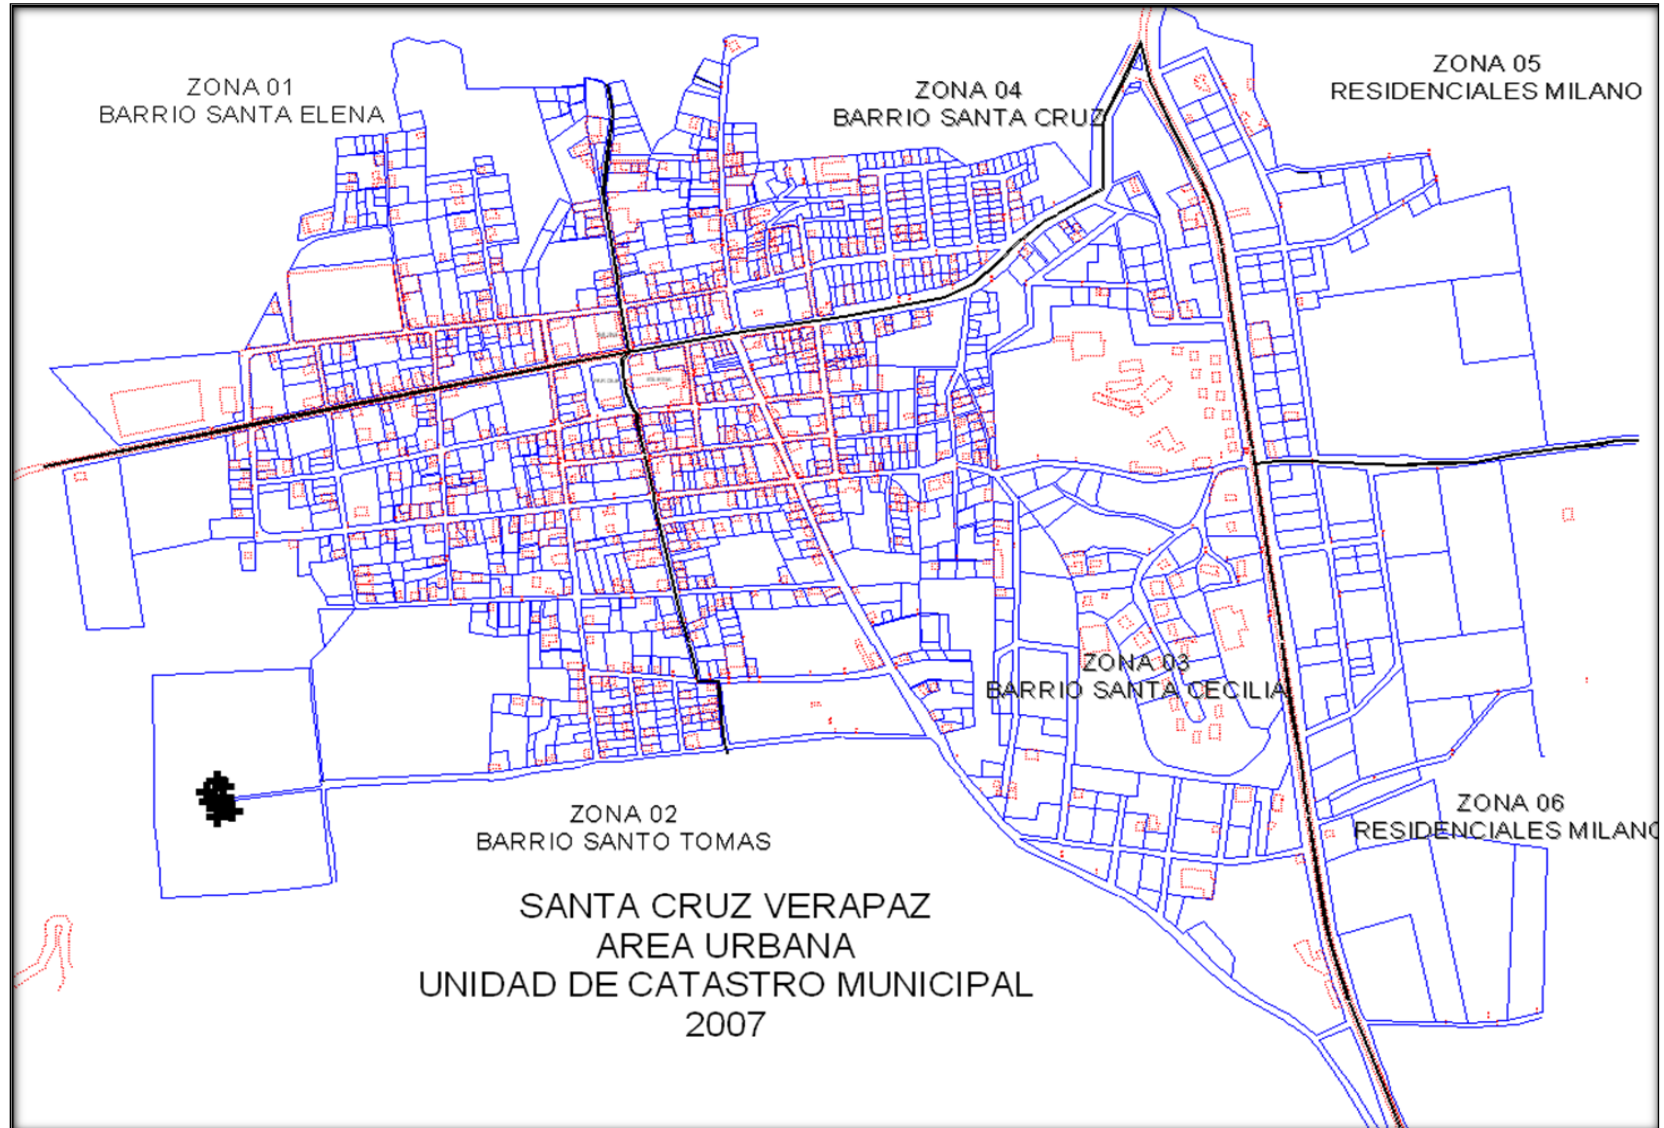 ZONA 01
BARRIO SANTA ELENA
ZONA 04
BARRIO SANTA CRUZ
ZONA 05
RESIDENCIALES MILANO
ZONA 03
BARRIO SANTA CECILIA
ZONA 02
BARRIO SANTO TOMAS
ZONA 06
RESIDENCIALES MILANO
SANTA CRUZ VERAPAZ
AREA URBANA
UNIDAD DE CATASTRO MUNICIPAL
2007